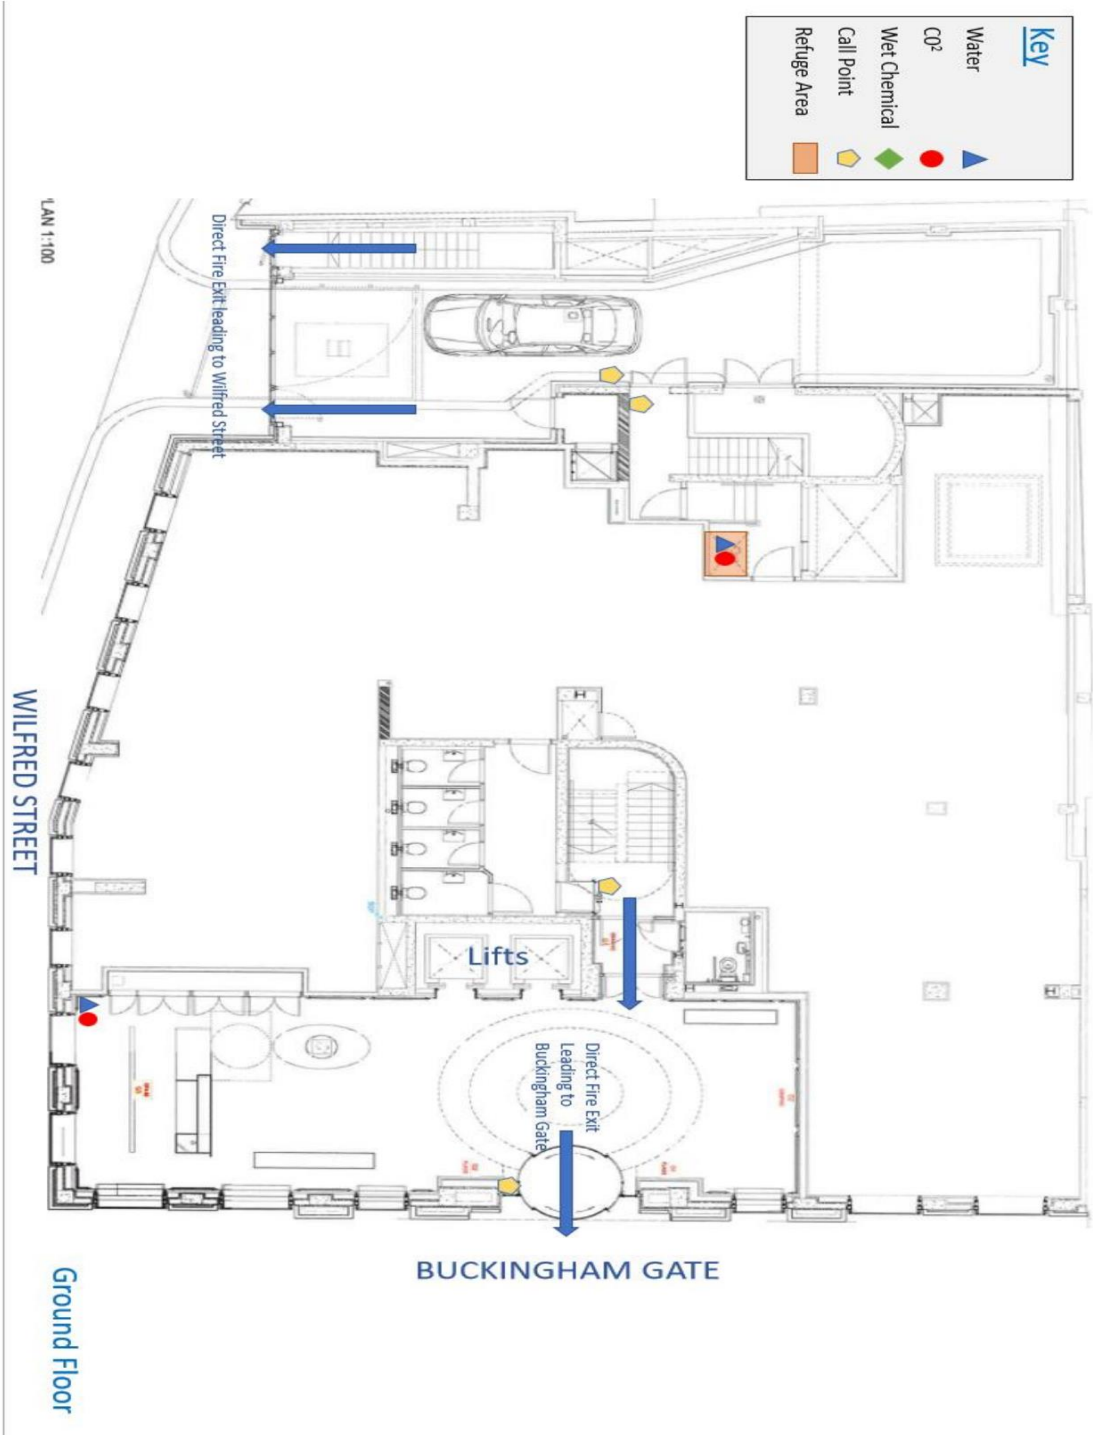 Key
Water
CO²
Wet Chemical
Call Point
Refuge Area
'LAN 1:100
Direct Fire Exit leading to Wilfred Street
WILFRED STREET
Lifts
Direct Fire Exit
Leading to
Buckingham Gate
BUCKINGHAM GATE
Ground Floor